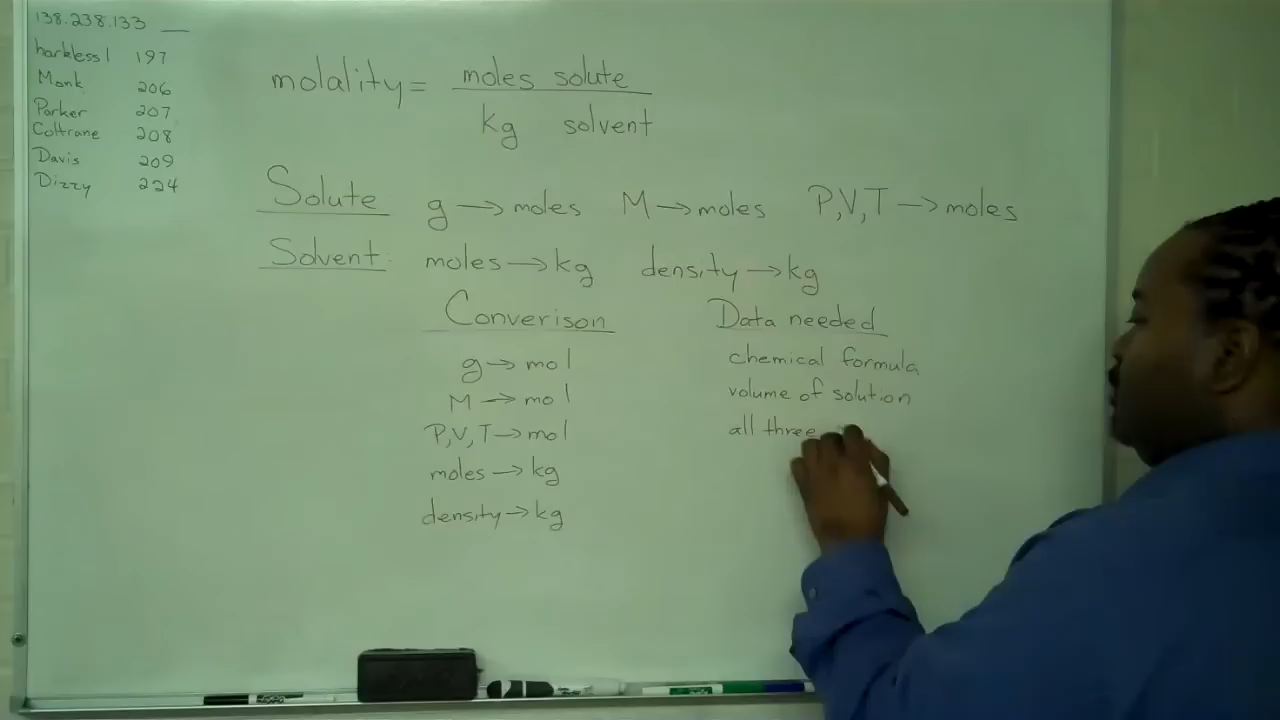 138.238.133 __
harkless1 197
Monk 206
Parker 207
Coltrane 208
Davis 209
Dizzy 224
molality = moles solute
kg solvent
Solute g → moles M → moles P,V,T → moles
Solvent: moles → kg density → kg
Converison Data needed
g → mol chemical formula
M → mol volume of solution
P,V,T → mol all three
moles → kg
density → kg